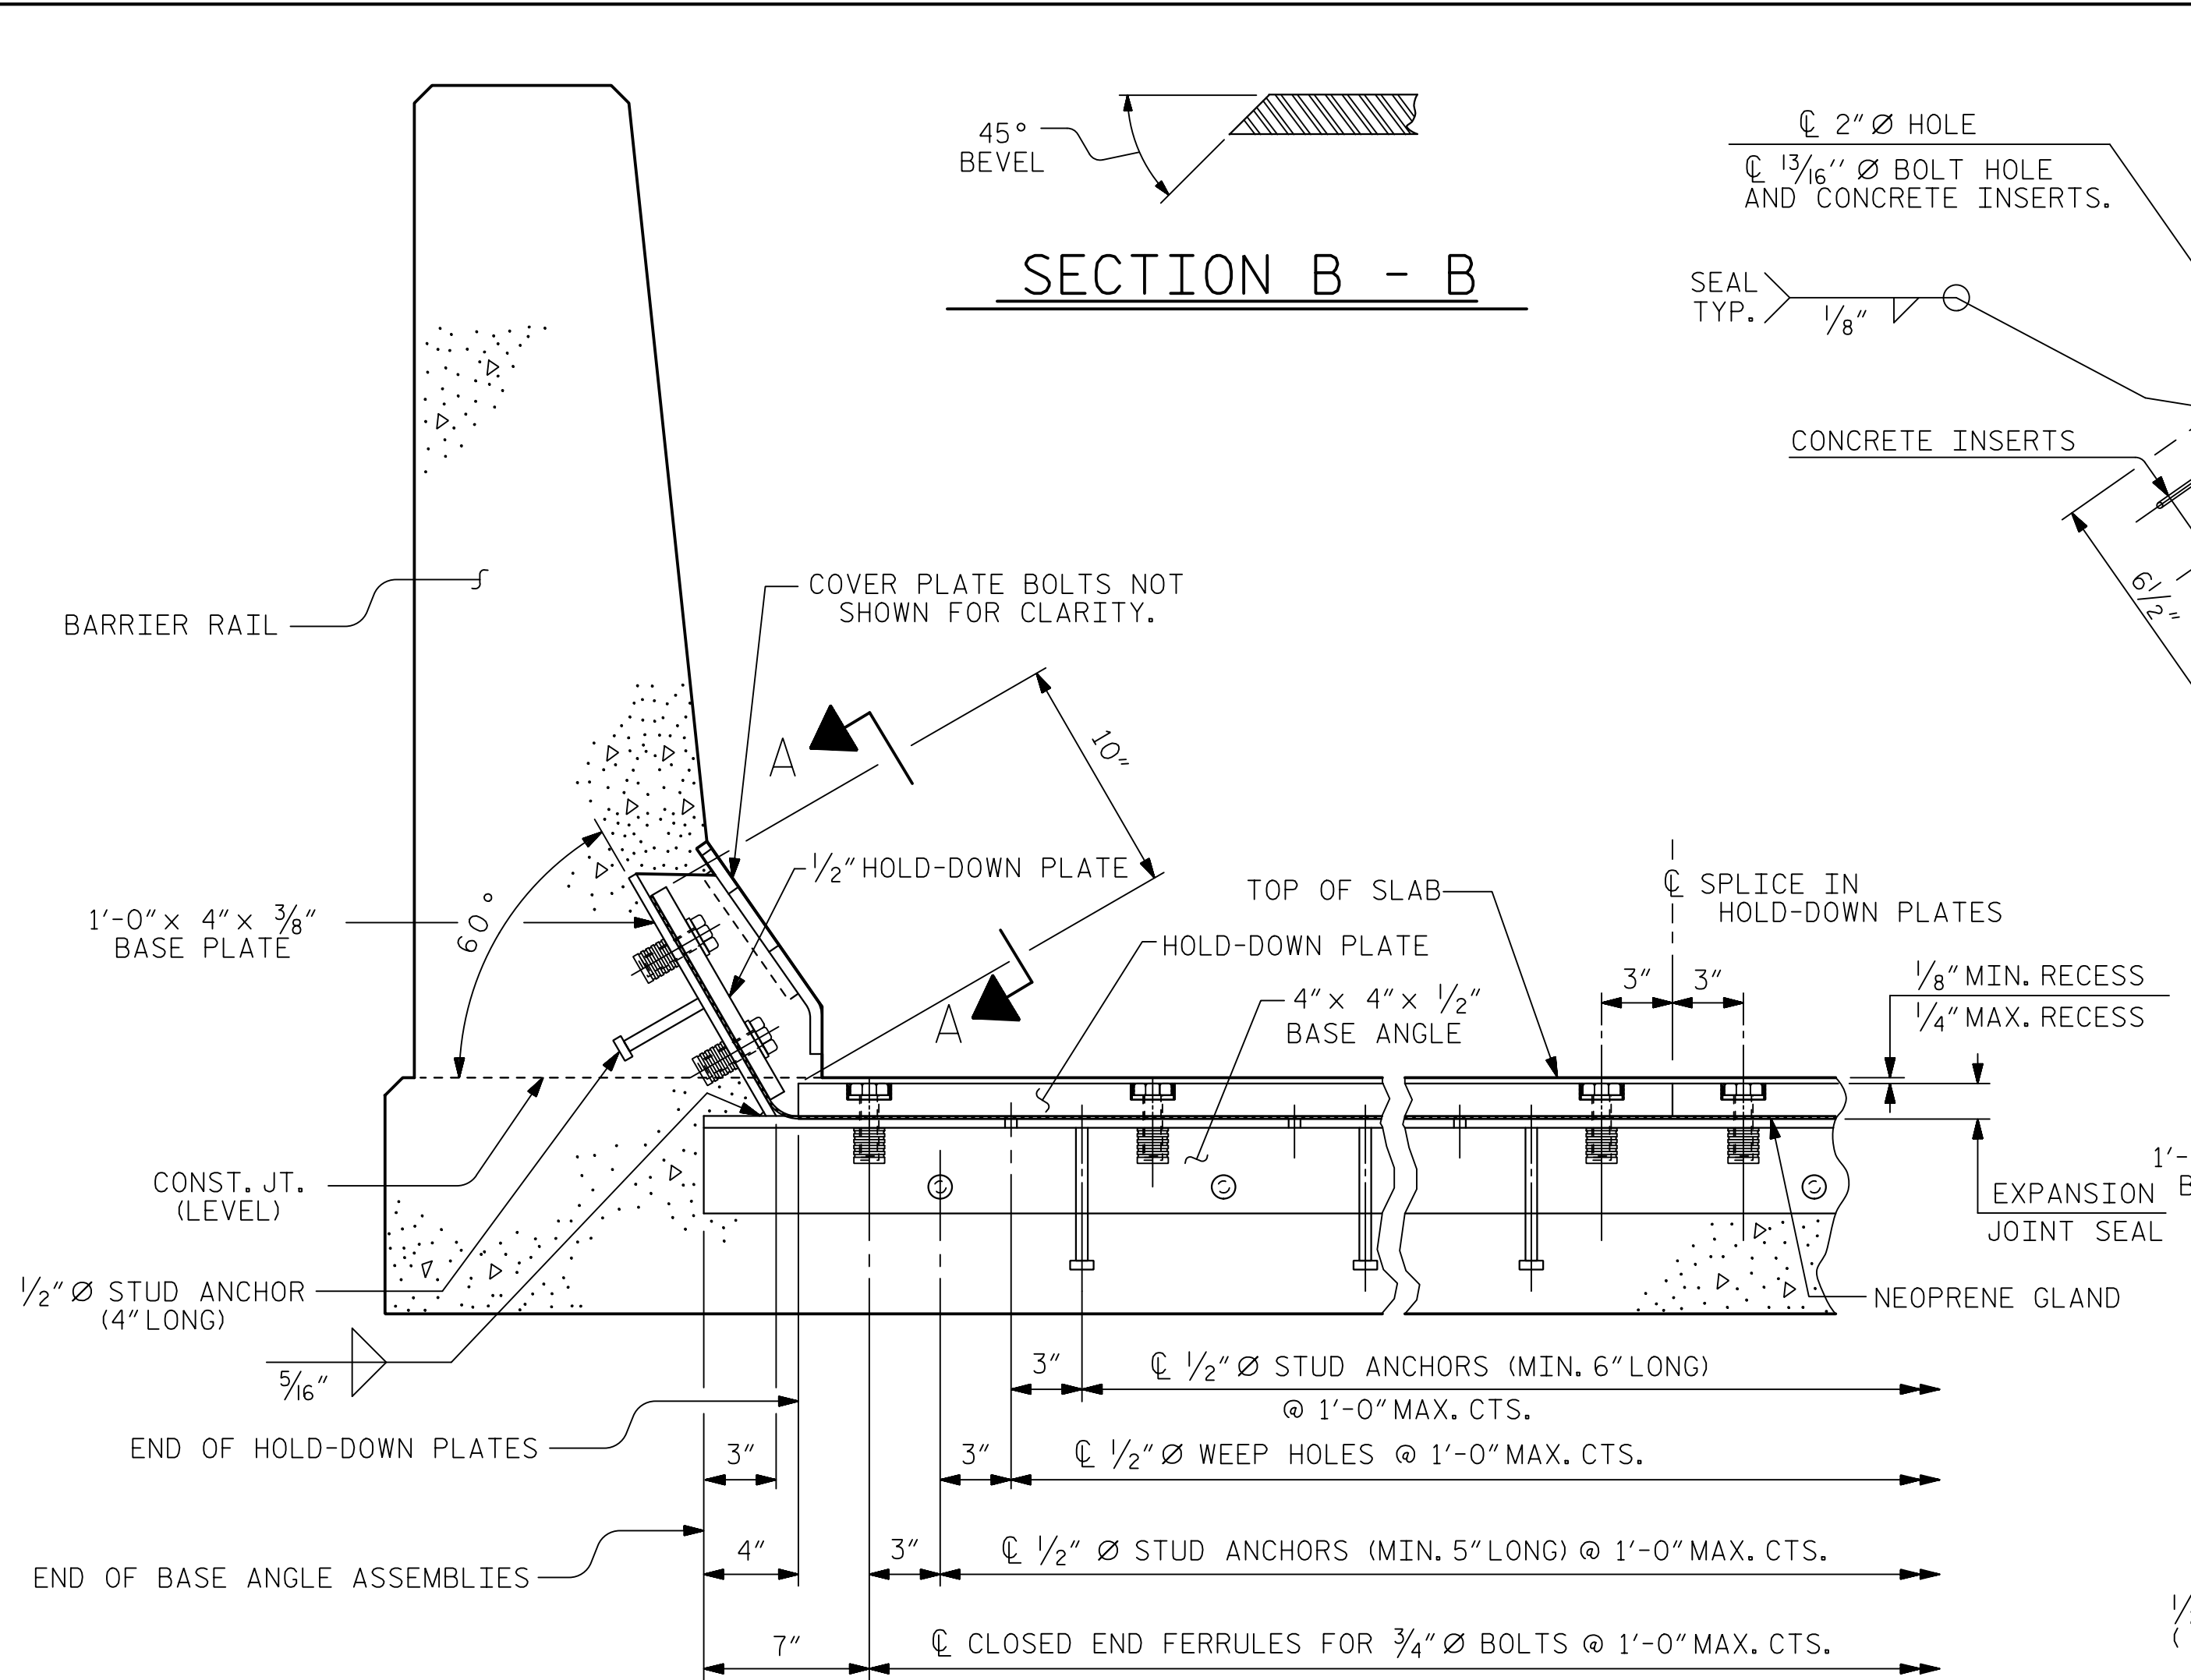 45°
BEVEL
SECTION B - B
℄ 2"Ø HOLE
℄ 13/16" Ø BOLT HOLE
AND CONCRETE INSERTS.
SEAL
TYP.
1/8"
CONCRETE INSERTS
6 1/2"
BARRIER RAIL
COVER PLATE BOLTS NOT
SHOWN FOR CLARITY.
A
10"
1/2" HOLD-DOWN PLATE
1'-0" x 4" x 3/8"
BASE PLATE
60°
TOP OF SLAB
℄ SPLICE IN
HOLD-DOWN PLATES
HOLD-DOWN PLATE
4" x 4" x 1/2"
BASE ANGLE
A
3" 3"
1/8" MIN. RECESS
1/4" MAX. RECESS
CONST. JT.
(LEVEL)
1'-
B
EXPANSION
JOINT SEAL
1/2" Ø STUD ANCHOR
(4" LONG)
NEOPRENE GLAND
5/16"
3" ℄ 1/2" Ø STUD ANCHORS (MIN. 6" LONG)
@ 1'-0" MAX. CTS.
END OF HOLD-DOWN PLATES
3" 3" ℄ 1/2" Ø WEEP HOLES @ 1'-0" MAX. CTS.
END OF BASE ANGLE ASSEMBLIES
4" 3" ℄ 1/2" Ø STUD ANCHORS (MIN. 5" LONG) @ 1'-0" MAX. CTS.
7" ℄ CLOSED END FERRULES FOR 3/4" Ø BOLTS @ 1'-0" MAX. CTS.